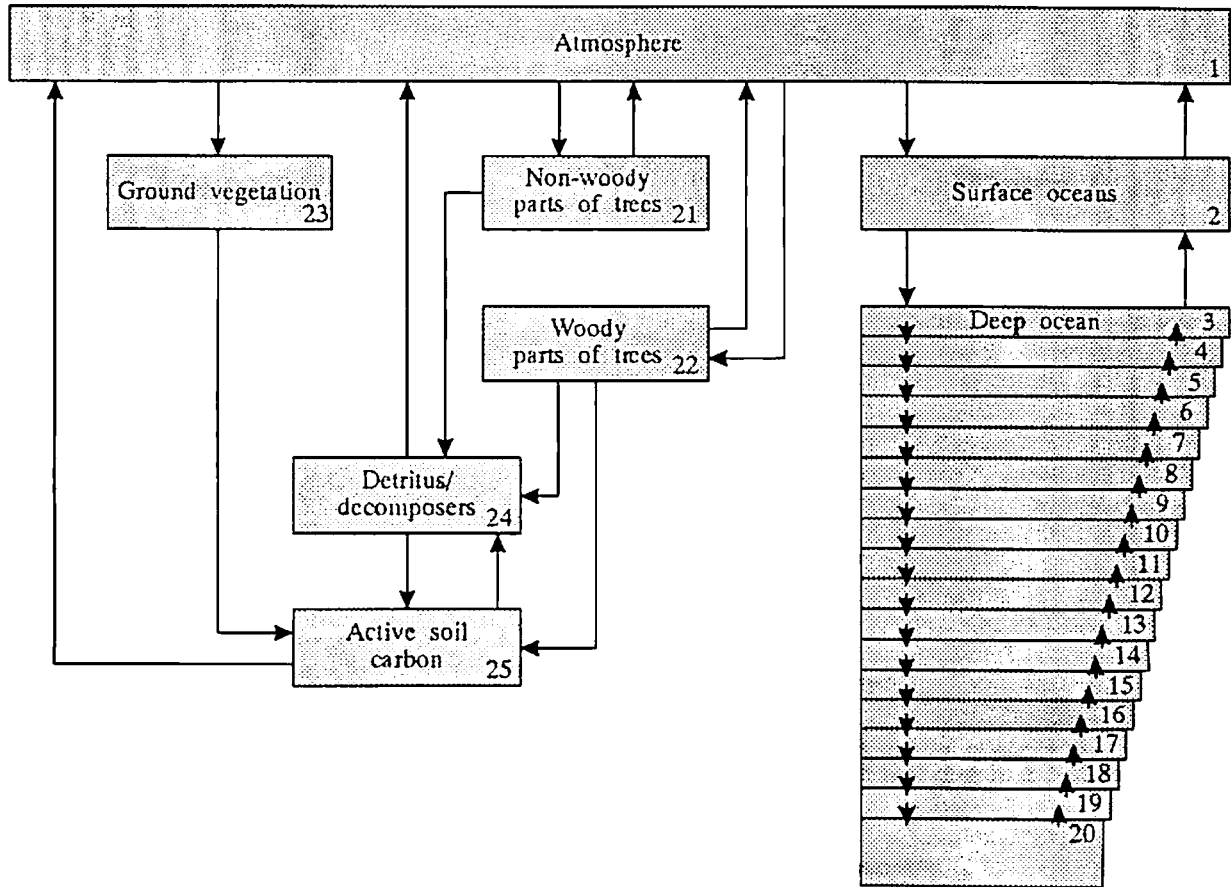 Atmosphere
1
Ground vegetation
23
Non-woody
parts of trees
21
Surface oceans
2
Woody
parts of trees
22
Deep ocean
3
4
5
6
7
8
9
10
11
12
13
14
15
16
17
18
19
20
Detritus/
decomposers
24
Active soil
carbon
25